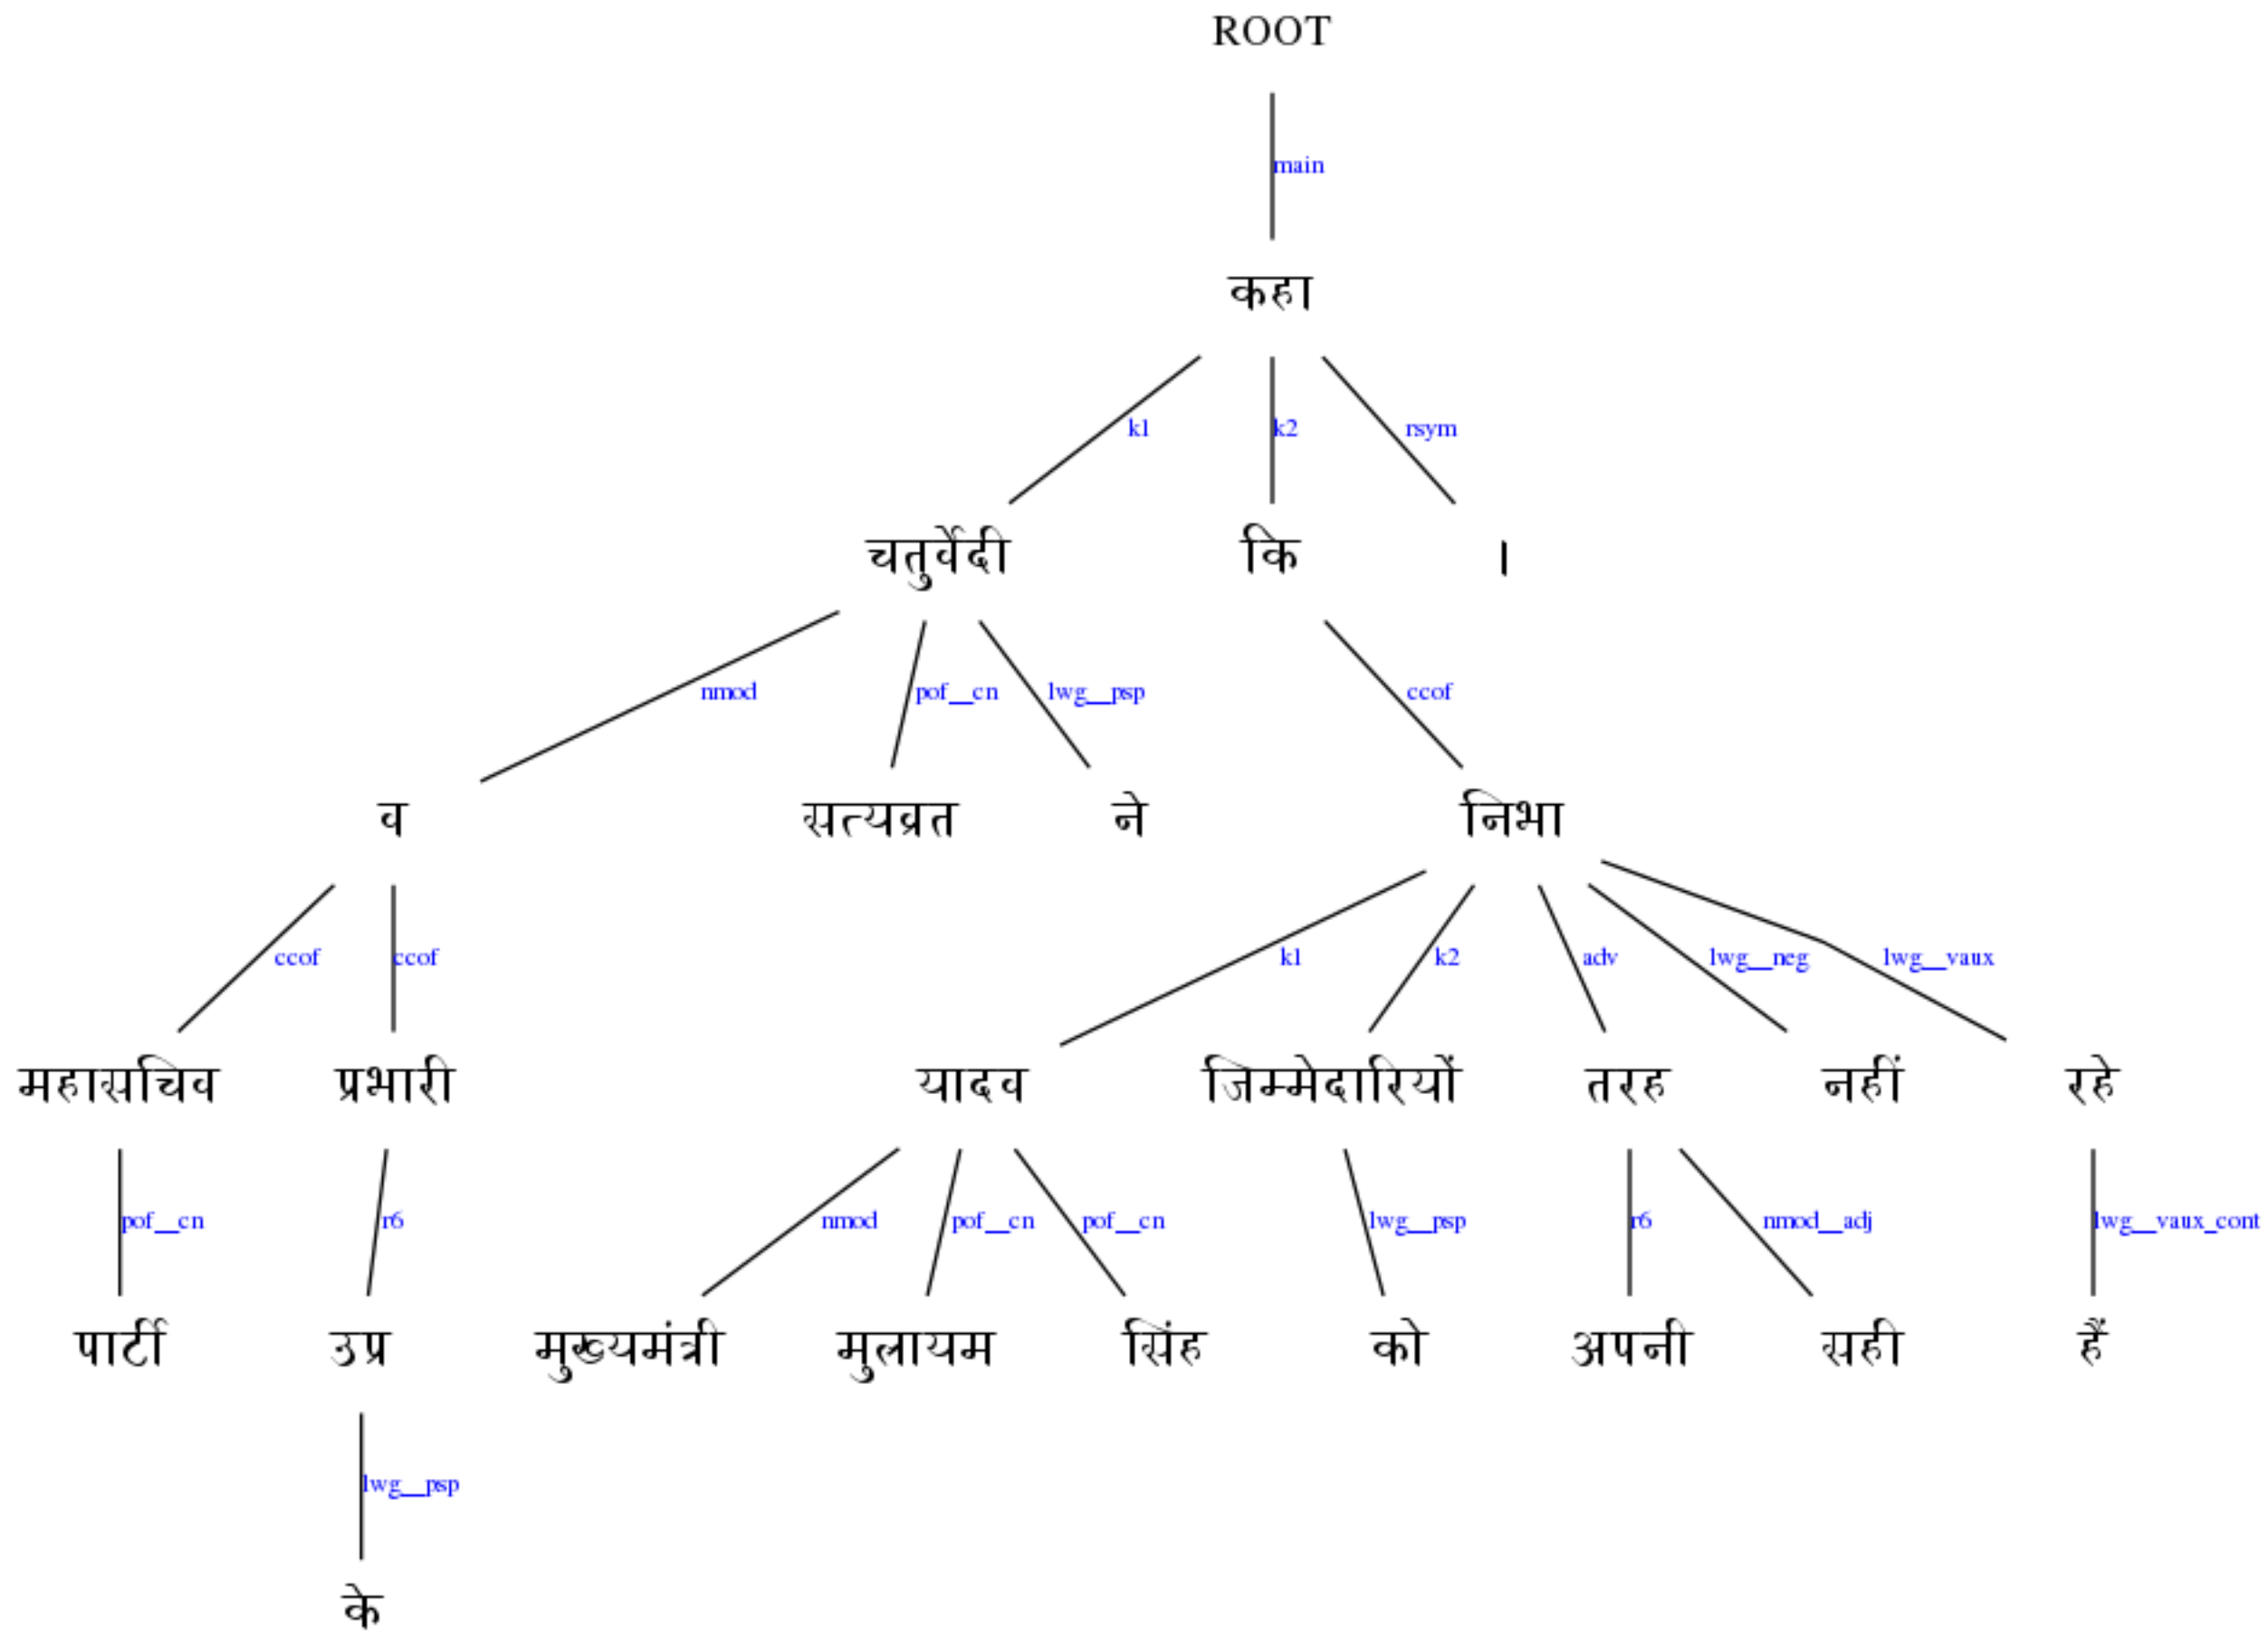 ROOT
main
कहा
k1 k2 rsym
चतुर्वेदी कि ।
nmod pof__cn lwg__psp ccof
व सत्यव्रत ने निभा
ccof ccof k1 k2 adv lwg__neg lwg__vaux
महासचिव प्रभारी यादव जिम्मेदारियों तरह नहीं रहे
pof__cn r6 nmod pof__cn pof__cn lwg__psp r6 nmod__adj lwg__vaux_cont
पार्टी उप्र मुख्यमंत्री मुलायम सिंह को अपनी सही हैं
lwg__psp
के